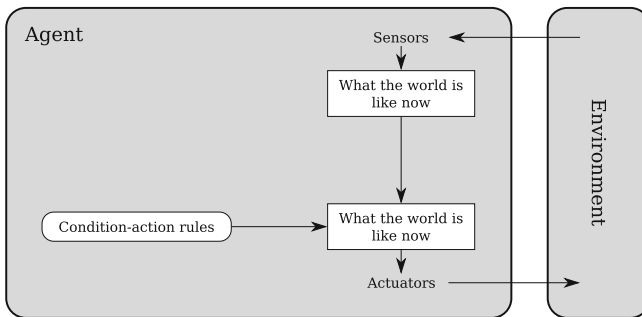 Agent
Sensors
What the world is
like now
Condition-action rules
What the world is
like now
Actuators
Environment